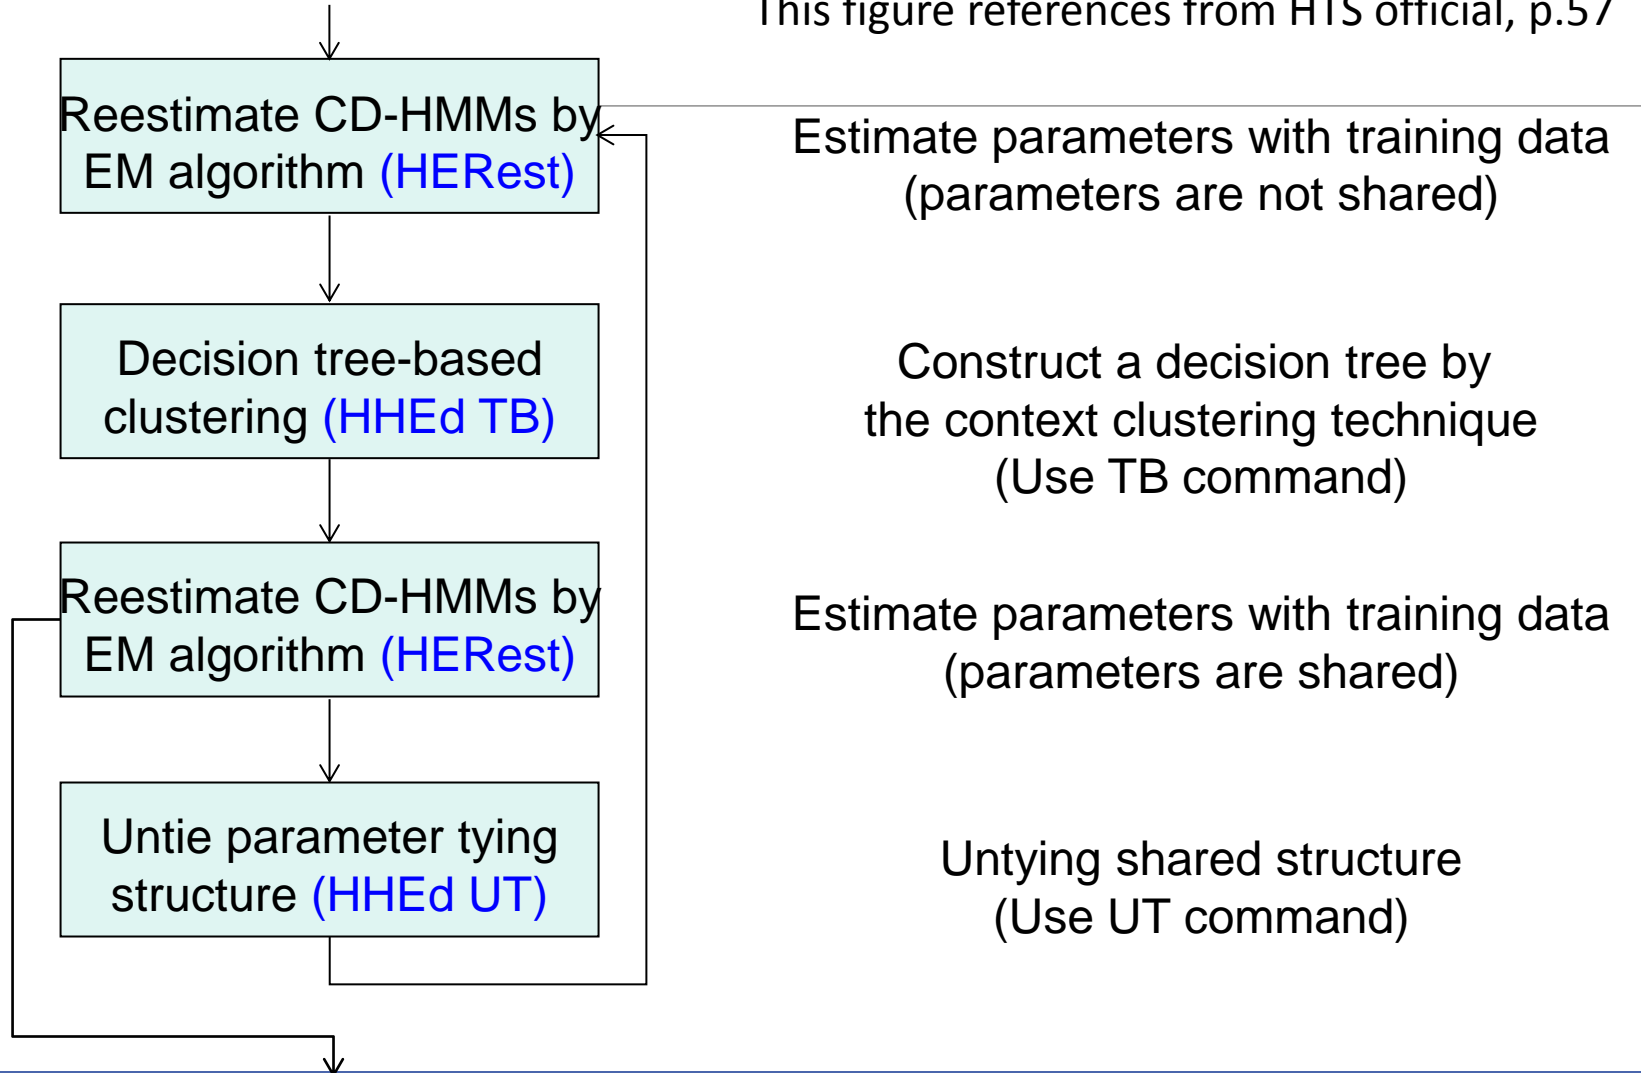 This figure references from HTS official, p.57
Reestimate CD-HMMs by
EM algorithm (HERest)
Estimate parameters with training data
(parameters are not shared)
Decision tree-based
clustering (HHEd TB)
Construct a decision tree by
the context clustering technique
(Use TB command)
Reestimate CD-HMMs by
EM algorithm (HERest)
Estimate parameters with training data
(parameters are shared)
Untie parameter tying
structure (HHEd UT)
Untying shared structure
(Use UT command)